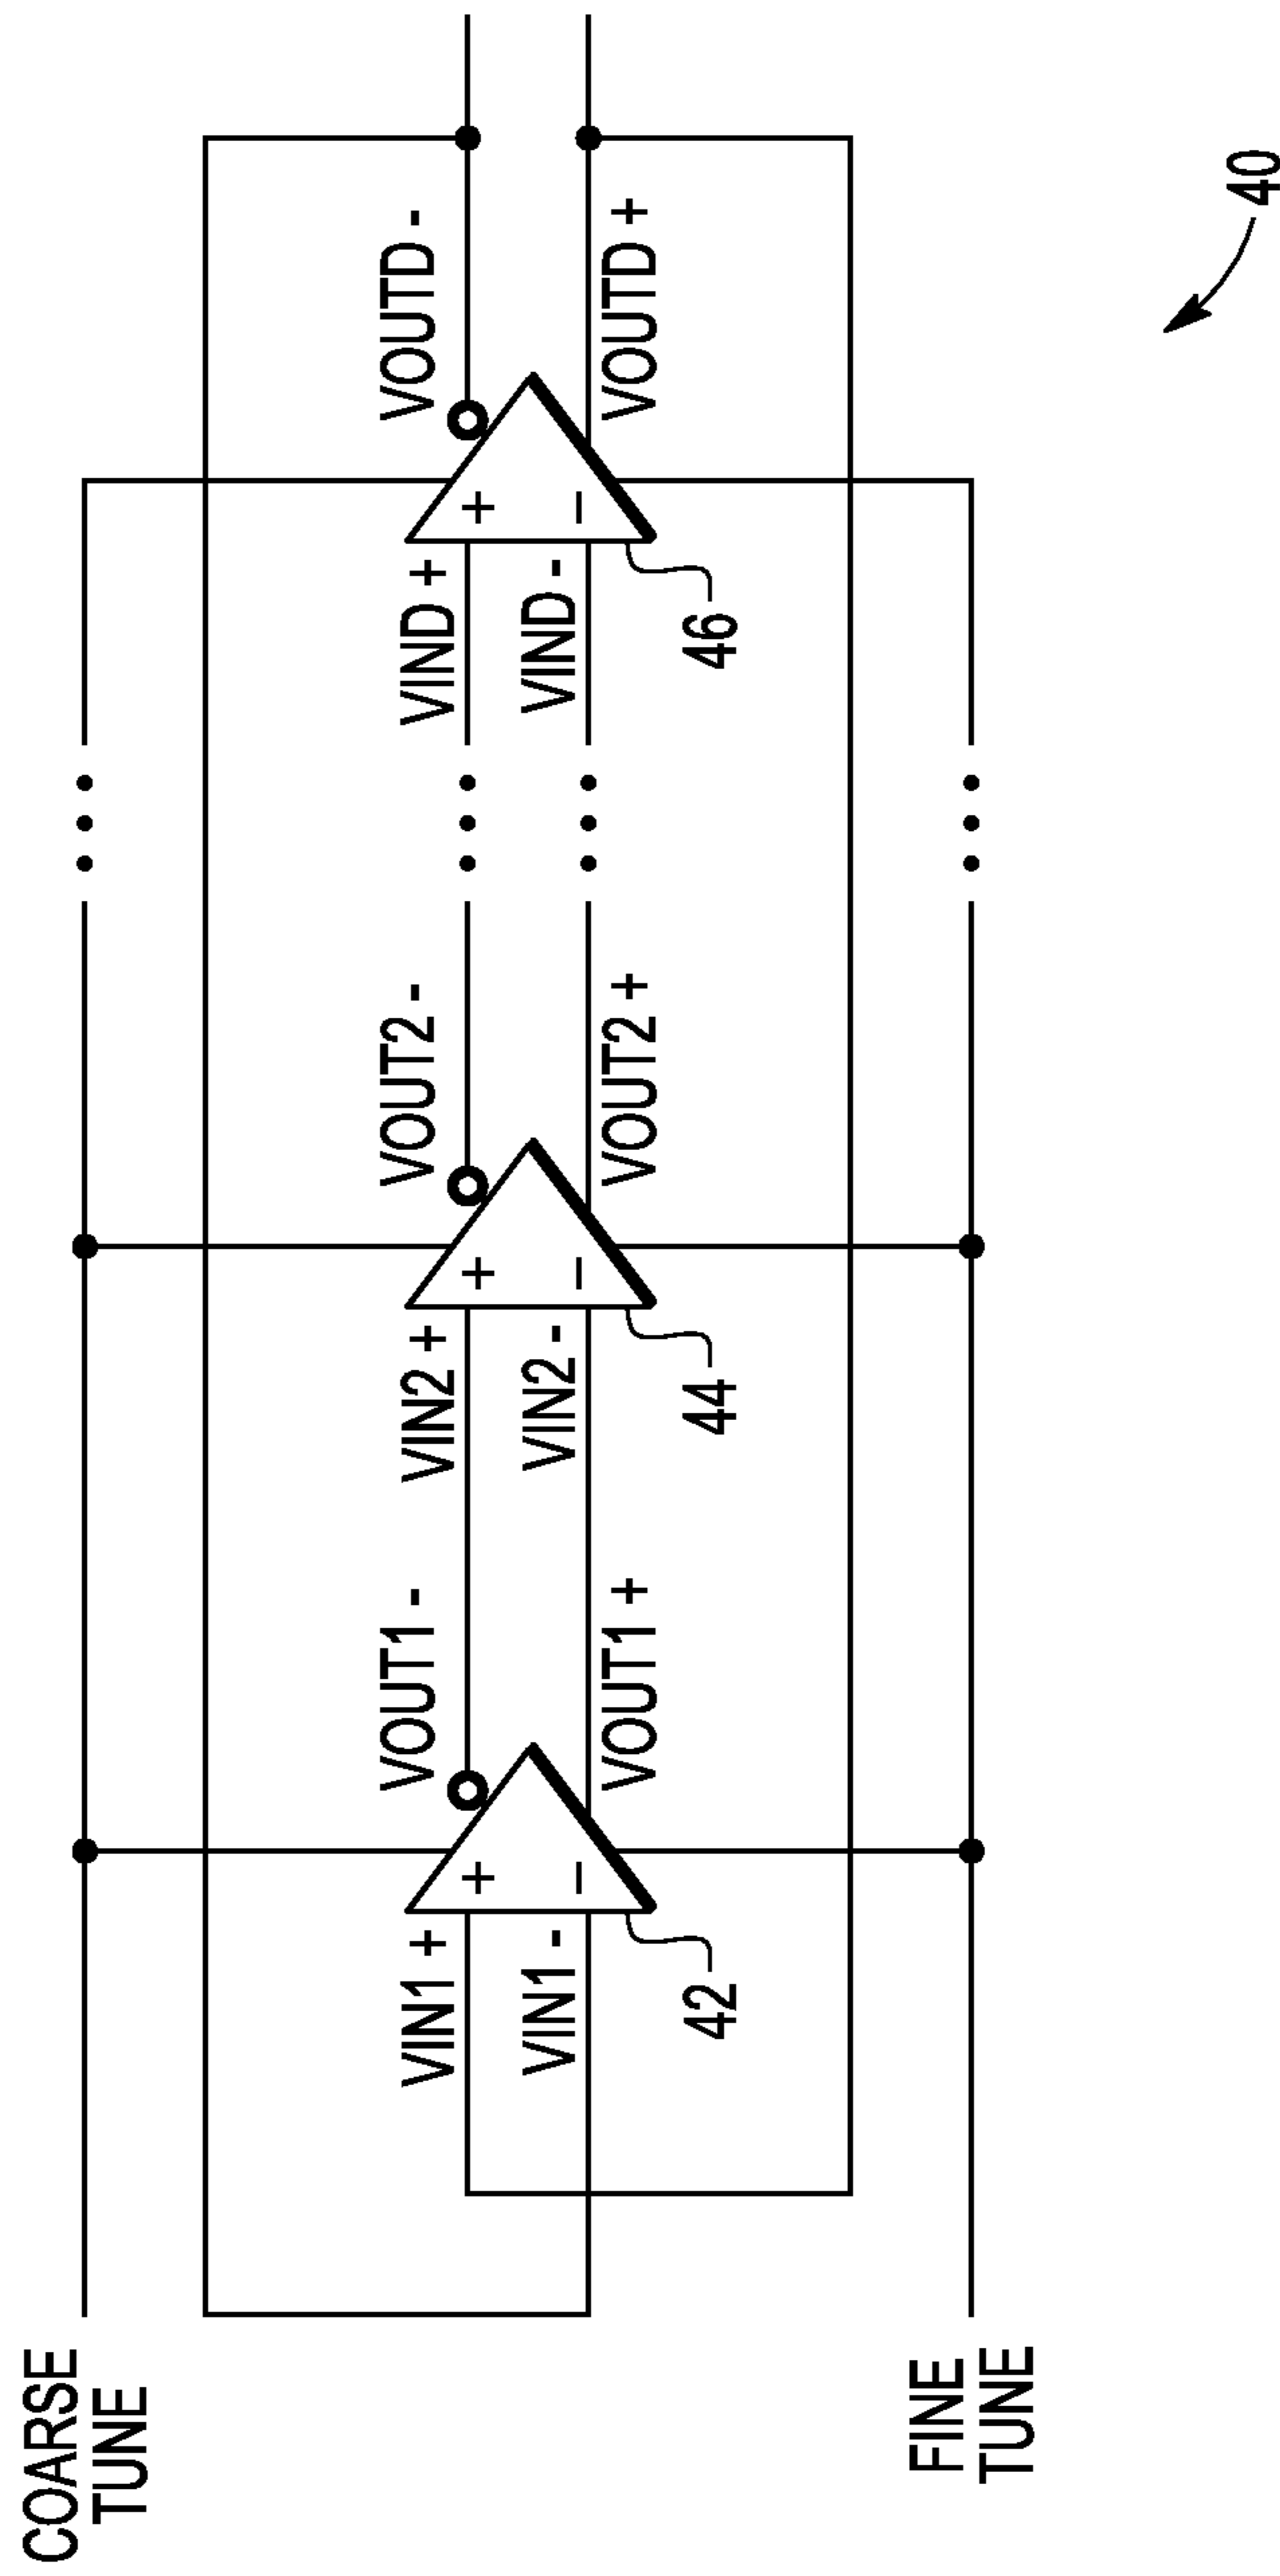 COARSE
TUNE
VIN1 +
VIN1 -
42
VOUT1 -
VOUT1 +
VIN2 +
VIN2 -
44
VOUT2 -
VOUT2 +
VIND +
VIND -
46
VOUTD -
VOUTD +
+
−
+
−
+
−
FINE
TUNE
40